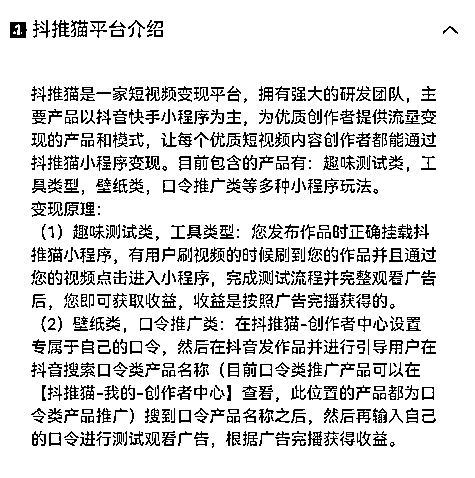 1 抖推猫平台介绍
抖推猫是一家短视频变现平台，拥有强大的研发团队，主
要产品以抖音快手小程序为主，为优质创作者提供流量变
现的产品和模式，让每个优质短视频内容创作者都能通过
抖推猫小程序变现。目前包含的产品有：趣味测试类，工
具类型，壁纸类，口令推广类等多种小程序玩法。
变现原理：
（1）趣味测试类，工具类型：您发布作品时正确挂载抖
推猫小程序，有用户刷视频的时候刷到您的作品并且通过
您的视频点击进入小程序，完成测试流程并完整观看广告
后，您即可获取收益，收益是按照广告完播获得的。
（2）壁纸类，口令推广类：在抖推猫-创作者中心设置
专属于自己的口令，然后在抖音发作品并进行引导用户在
抖音搜索口令类产品名称（目前口令类推广产品可以在
【抖推猫-我的-创作者中心】查看，此位置的产品都为口
令类产品推广）搜到口令产品名称之后，然后再输入自己
的口令进行测试观看广告，根据广告完播获得收益。